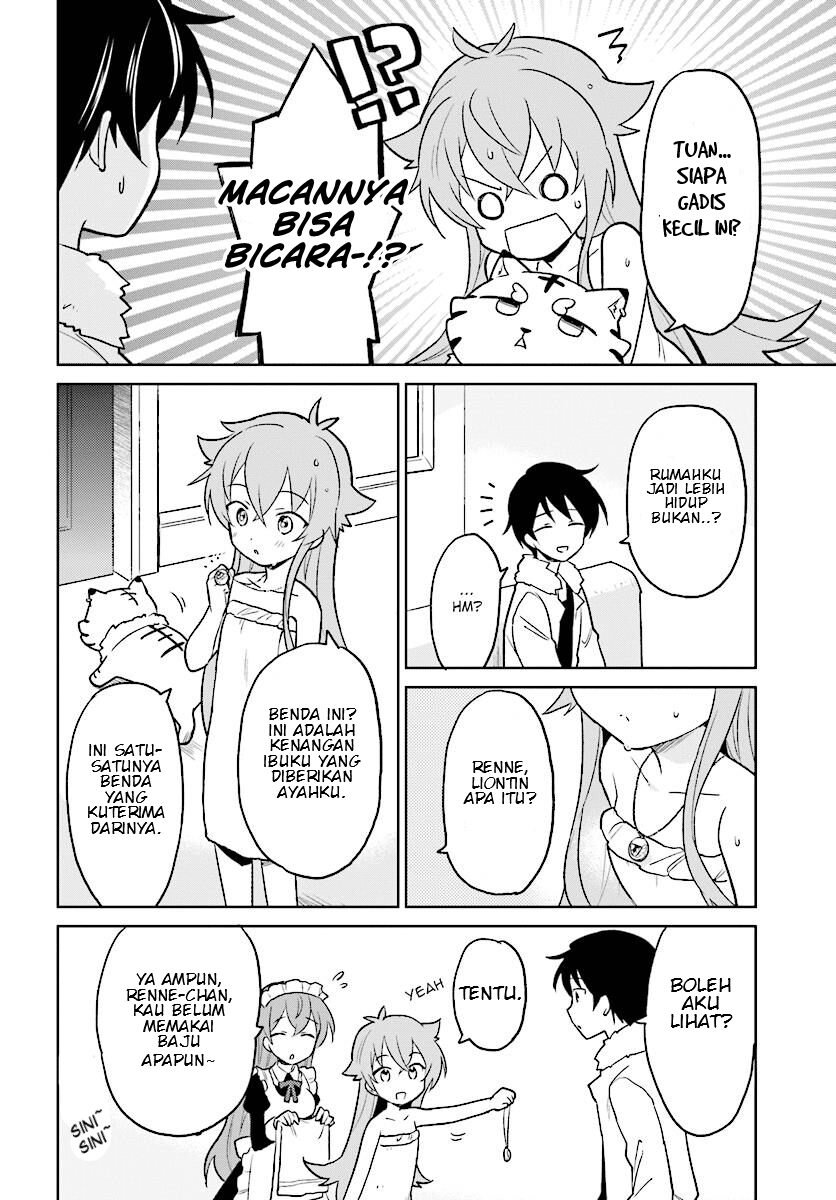 TUAN...
SIAPA
GADIS
KECIL INI?
!?
MACANNYA
BISA
BICARA-!?
RUMAHKU
JADI LEBIH
HIDUP
BUKAN..?
...
HM?
RENNE,
LIONTIN
APA ITU?
BENDA INI?
INI ADALAH
KENANGAN
IBUKU YANG
DIBERIKAN
AYAHKU.
INI SATU-
SATUNYA
BENDA
YANG
KUTERIMA
DARINYA.
BOLEH
AKU
LIHAT?
TENTU.
YEAH
YA AMPUN,
RENNE-CHAN,
KAU BELUM
MEMAKAI
BAJU
APAPUN~
SINI~
SINI~